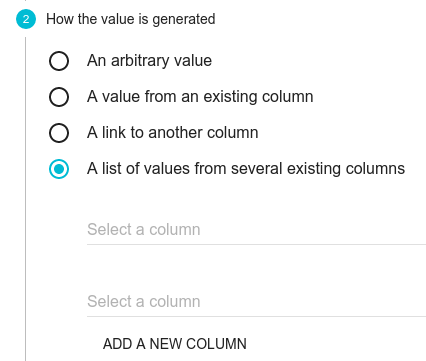 2 How the value is generated
An arbitrary value
A value from an existing column
A link to another column
A list of values from several existing columns
Select a column
Select a column
ADD A NEW COLUMN